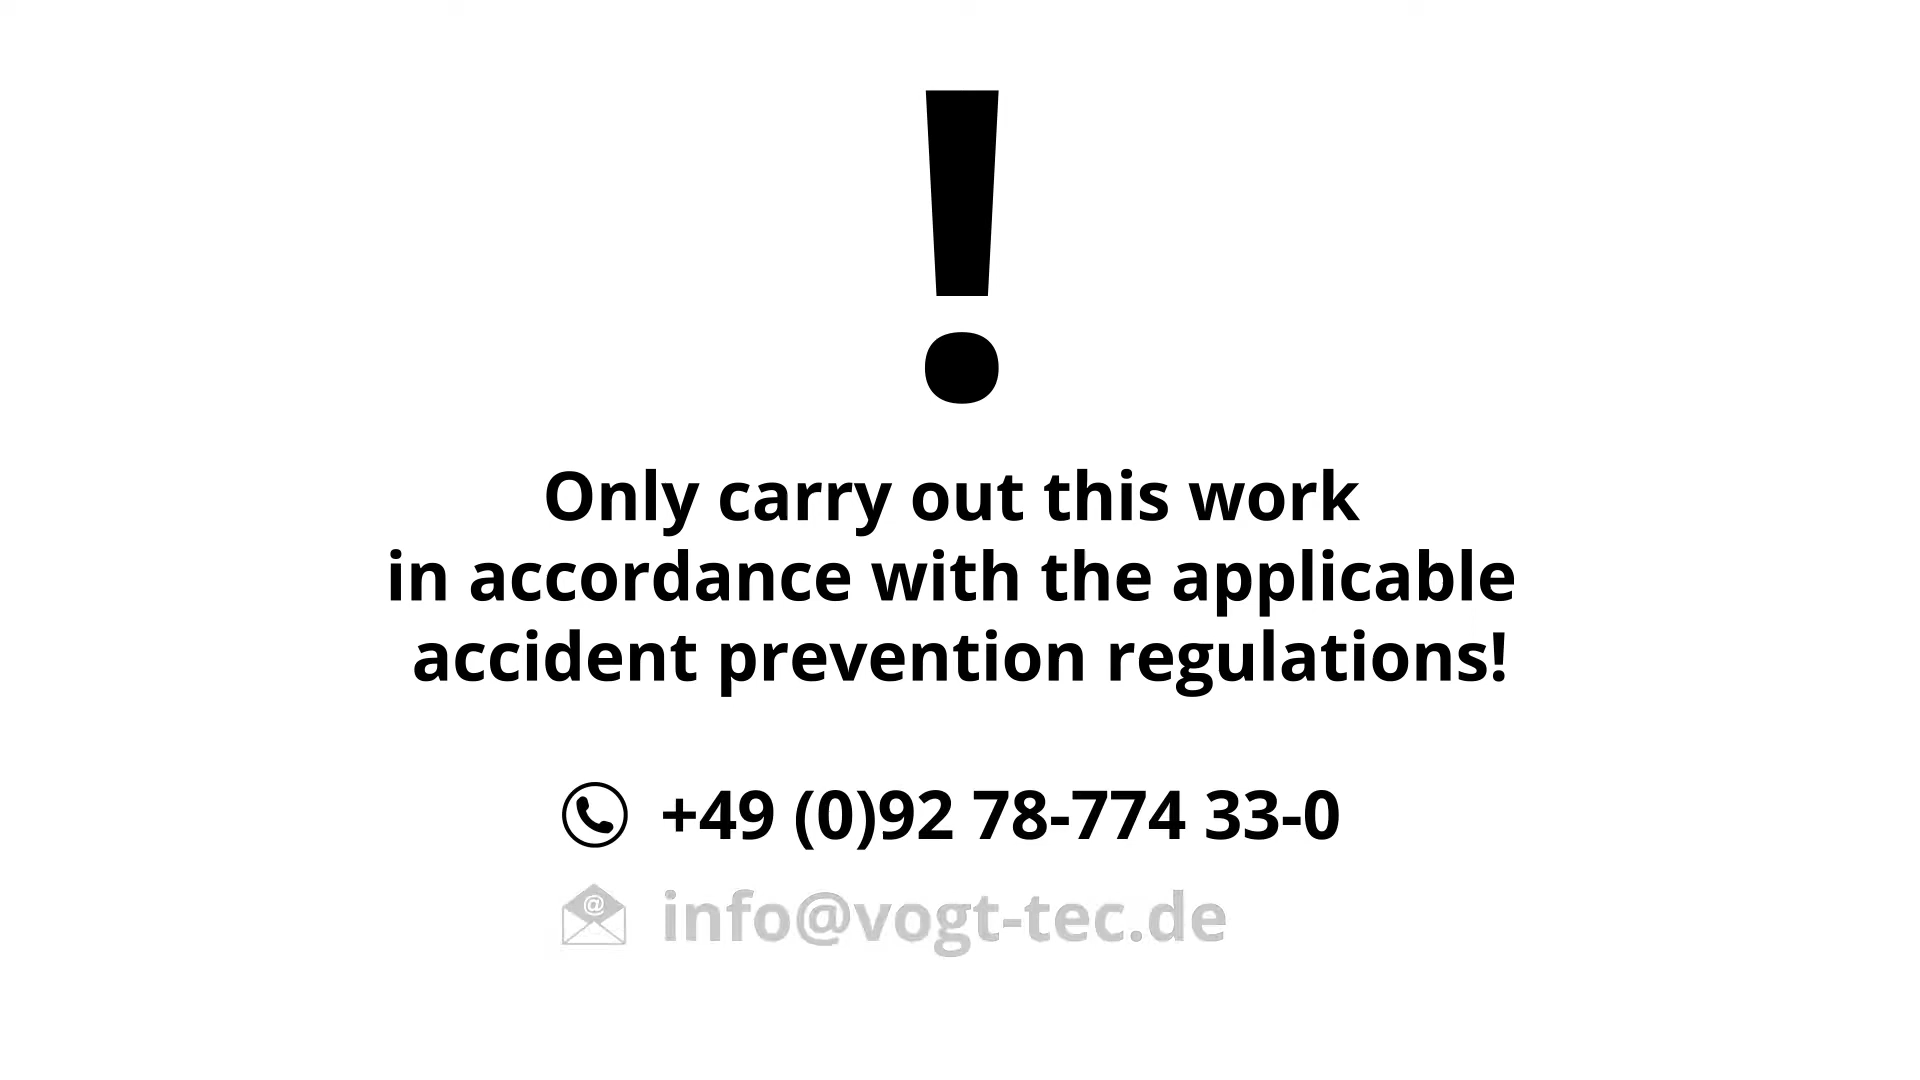 !
Only carry out this work
in accordance with the applicable
accident prevention regulations!
+49 (0)92 78-774 33-0
@ info@vogt-tec.de